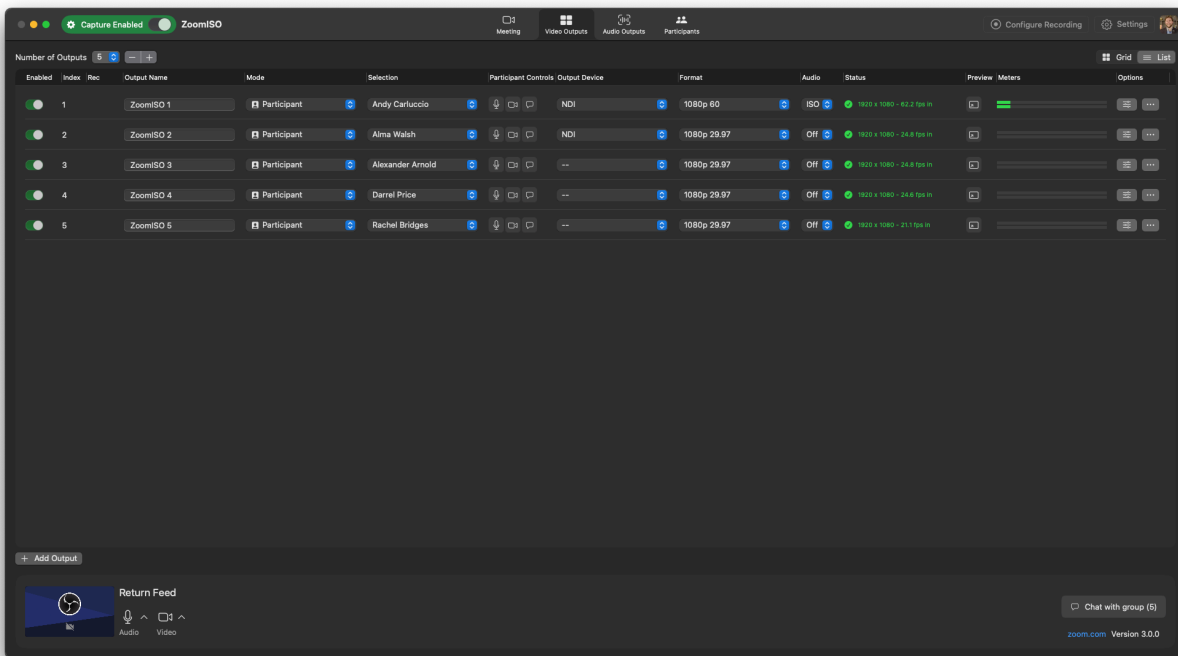 Capture Enabled ZoomISO Meeting Video Outputs Audio Outputs Participants Configure Recording Settings
Number of Outputs 5 − + Grid List
Enabled Index Rec Output Name Mode Selection Participant Controls Output Device Format Audio Status Preview Meters Options
1 ZoomISO 1 Participant Andy Carluccio NDI 1080p 60 ISO 1920 x 1080 - 62.2 fps in
2 ZoomISO 2 Participant Alma Walsh NDI 1080p 29.97 Off 1920 x 1080 - 24.8 fps in
3 ZoomISO 3 Participant Alexander Arnold -- 1080p 29.97 Off 1920 x 1080 - 24.8 fps in
4 ZoomISO 4 Participant Darrel Price -- 1080p 29.97 Off 1920 x 1080 - 24.6 fps in
5 ZoomISO 5 Participant Rachel Bridges -- 1080p 29.97 Off 1920 x 1080 - 21.1 fps in
+ Add Output
Return Feed
Audio Video
Chat with group (5)
zoom.com Version 3.0.0